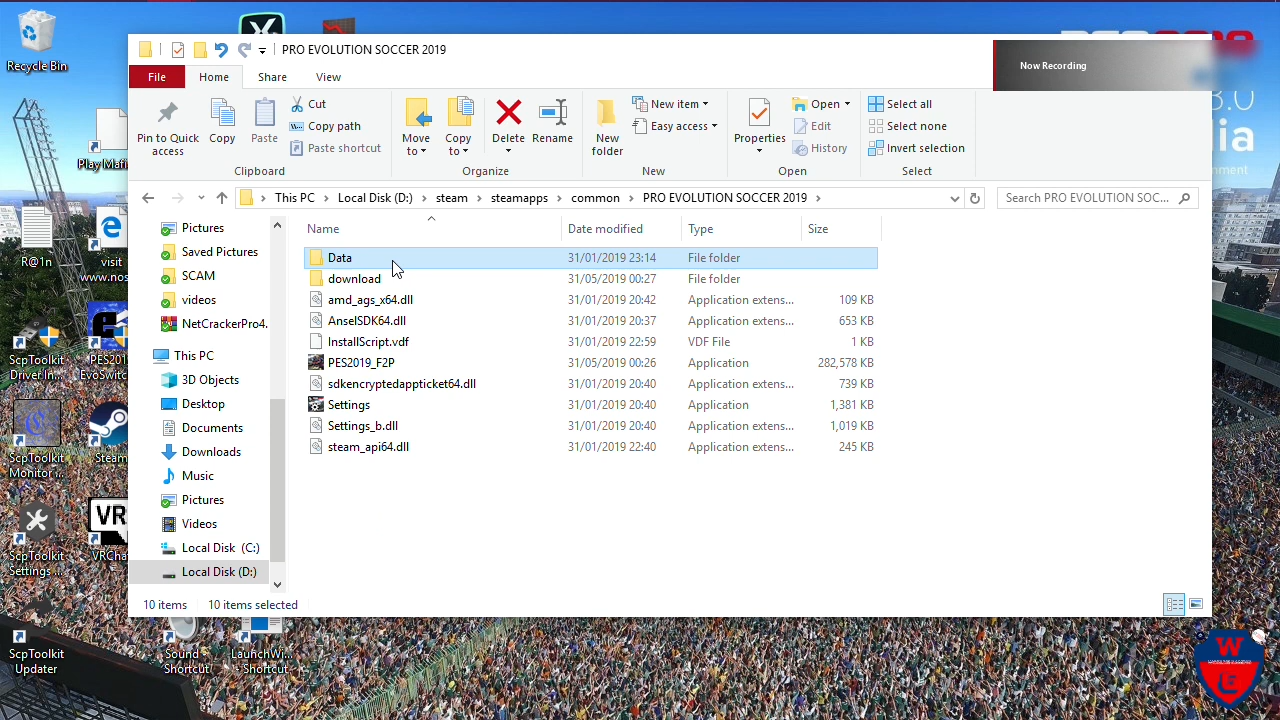 Recycle Bin
Play Mafi
R@1n
visit
www.nos
ScpToolkit
Driver In...
PES201
EvoSwitch
ScpToolkit
Monitor ...
Steam
ScpToolkit
Settings ...
VRChat
ScpToolkit
Updater
Sound -
Shortcut
LaunchWi...
- Shortcut
PRO EVOLUTION SOCCER 2019
Now Recording
File Home Share View
Pin to Quick
access
Copy
Paste
Cut
Copy path
Paste shortcut
Clipboard
Move
to
Copy
to
Delete
Rename
Organize
New
folder
New item
Easy access
New
Properties
Open
Edit
History
Open
Select all
Select none
Invert selection
Select
This PC > Local Disk (D:) > steam > steamapps > common > PRO EVOLUTION SOCCER 2019 >
Search PRO EVOLUTION SOC...
Pictures
Saved Pictures
SCAM
videos
NetCrackerPro4.
This PC
3D Objects
Desktop
Documents
Downloads
Music
Pictures
Videos
Local Disk (C:)
Local Disk (D:)
Name Date modified Type Size
Data 31/01/2019 23:14 File folder
download 31/05/2019 00:27 File folder
amd_ags_x64.dll 31/01/2019 20:42 Application extens... 109 KB
AnselSDK64.dll 31/01/2019 20:37 Application extens... 653 KB
InstallScript.vdf 31/01/2019 22:59 VDF File 1 KB
PES2019_F2P 31/05/2019 00:26 Application 282,578 KB
sdkencryptedappticket64.dll 31/01/2019 20:40 Application extens... 739 KB
Settings 31/01/2019 20:40 Application 1,381 KB
Settings_b.dll 31/01/2019 20:40 Application extens... 1,019 KB
steam_api64.dll 31/01/2019 22:40 Application extens... 245 KB
10 items 10 items selected